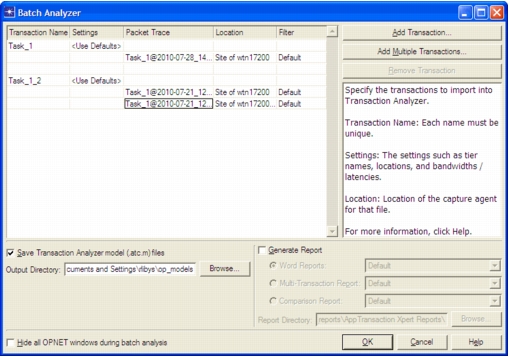 Batch Analyzer
Transaction Name Settings Packet Trace Location Filter
Task_1 <Use Defaults>
Task_1@2010-07-28_14... Site of wtn17200 Default
Task_1_2 <Use Defaults>
Task_1@2010-07-21_12... Site of wtn17200 Default
Task_1@2010-07-21_12... Site of wtn17200... Default
Add Transaction...
Add Multiple Transactions...
Remove Transaction
Specify the transactions to import into
Transaction Analyzer.
Transaction Name: Each name must be
unique.
Settings: The settings such as tier
names, locations, and bandwidths /
latencies.
Location: Location of the capture agent
for that file.
For more information, click Help.
Save Transaction Analyzer model (.atc.m) files
Output Directory: cuments and Settings\rlibys\op_models Browse...
Generate Report
Word Reports: Default
Multi-Transaction Report: Default
Comparison Report: Default
Report Directory: reports\AppTransaction Xpert Reports\ Browse...
Hide all OPNET windows during batch analysis
OK Cancel Help